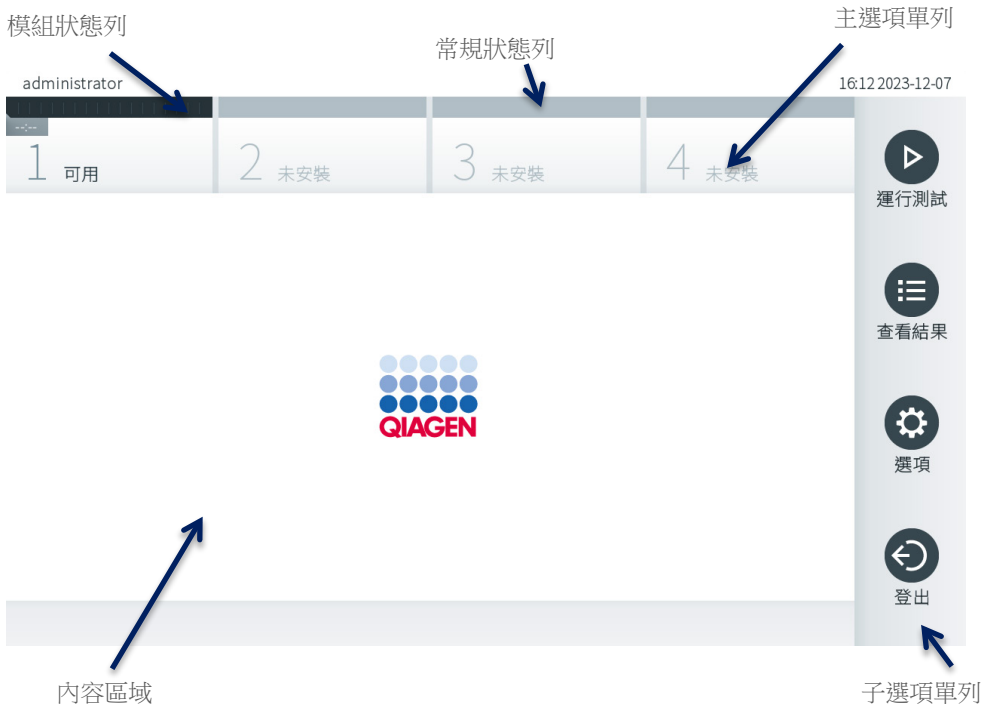 模組狀態列
常規狀態列
主選項單列
administrator
16:12 2023-12-07
--:--
1 可用
2 未安裝
3 未安裝
4 未安裝
運行測試
查看結果
QIAGEN
選項
登出
內容區域
子選項單列